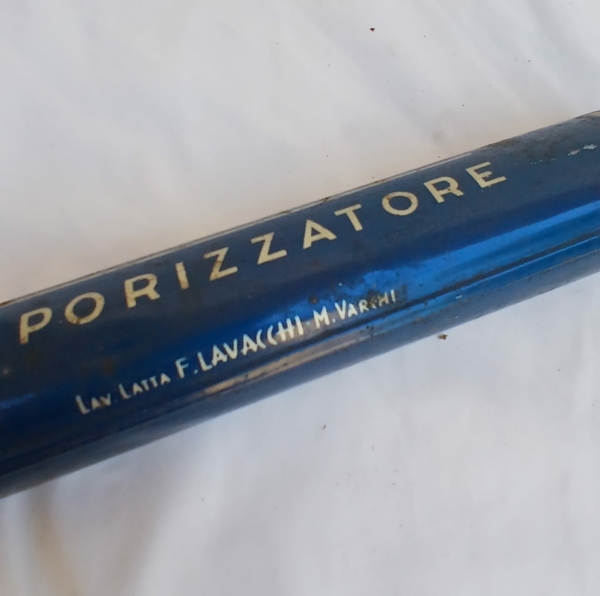 PORIZZATORE
LAV. LATTA F. LAVACCHI - M. VARCHI